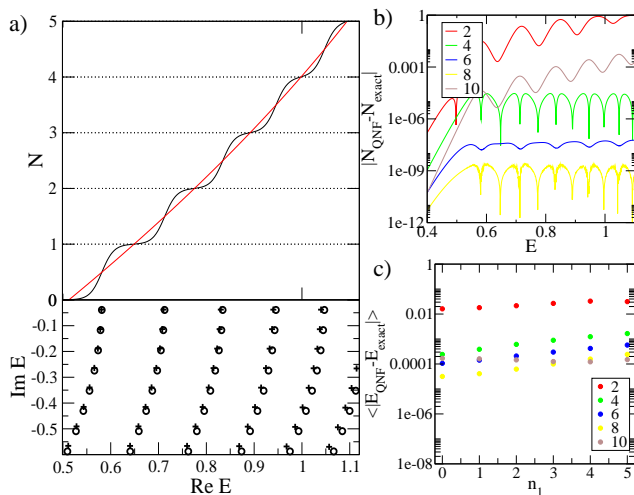 a)
5
4
3
2
1
0
N
-0.1
-0.2
-0.3
-0.4
-0.5
Im E
0.5 0.6 0.7 0.8 0.9 1 1.1
Re E
b)
1
0.001
1e-06
1e-09
1e-12
|N_QNF-N_exact|
2
4
6
8
10
0.4 0.6 0.8 1
E
c)
1
0.01
0.0001
1e-06
1e-08
<|E_QNF-E_exact|>
2
4
6
8
10
0 1 2 3 4 5
n_1